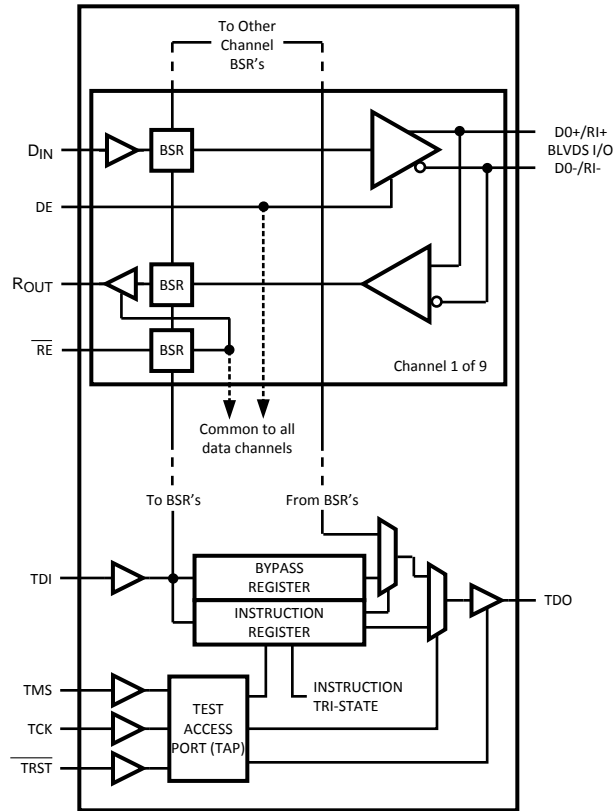 To Other
Channel
BSR's
DIN
BSR
D0+/RI+
BLVDS I/O
D0-/RI-
DE
ROUT
BSR
RE
BSR
Channel 1 of 9
Common to all
data channels
To BSR's
From BSR's
TDI
BYPASS
REGISTER
INSTRUCTION
REGISTER
TDO
TMS
TCK
TRST
TEST
ACCESS
PORT (TAP)
INSTRUCTION
TRI-STATE